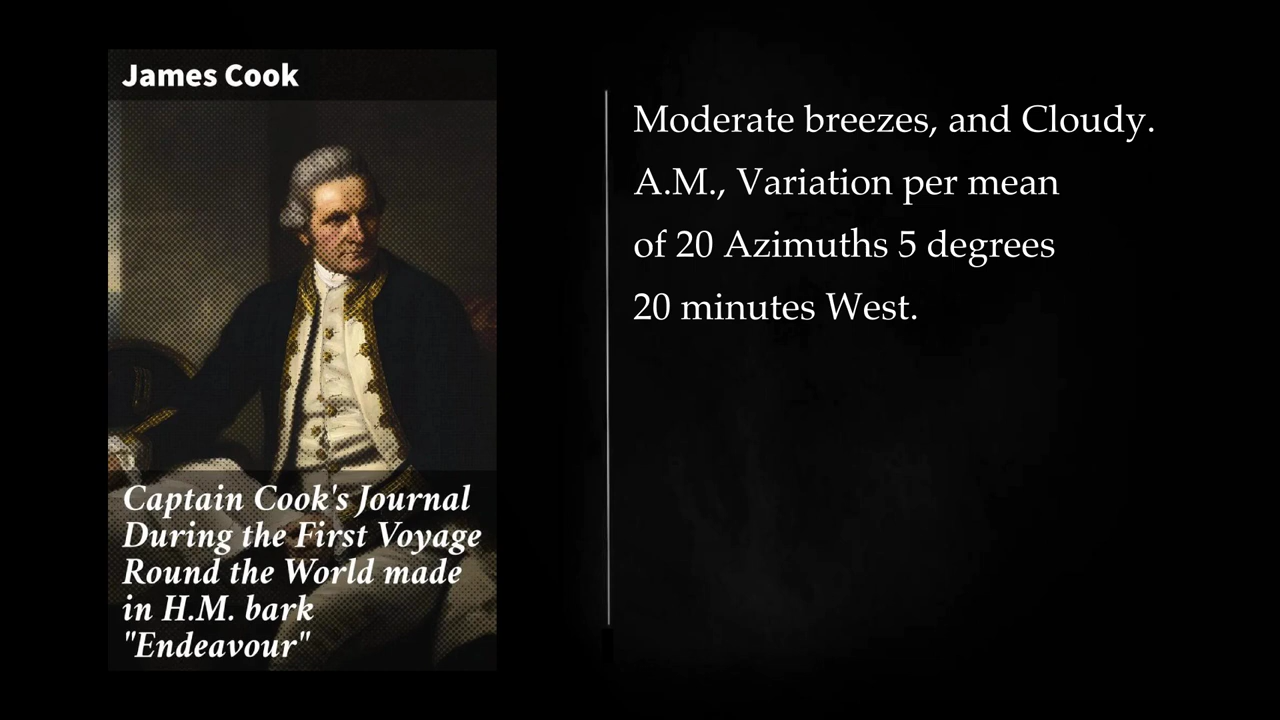 James Cook
Captain Cook's Journal
During the First Voyage
Round the World made
in H.M. bark
"Endeavour"
Moderate breezes, and Cloudy.
A.M., Variation per mean
of 20 Azimuths 5 degrees
20 minutes West.